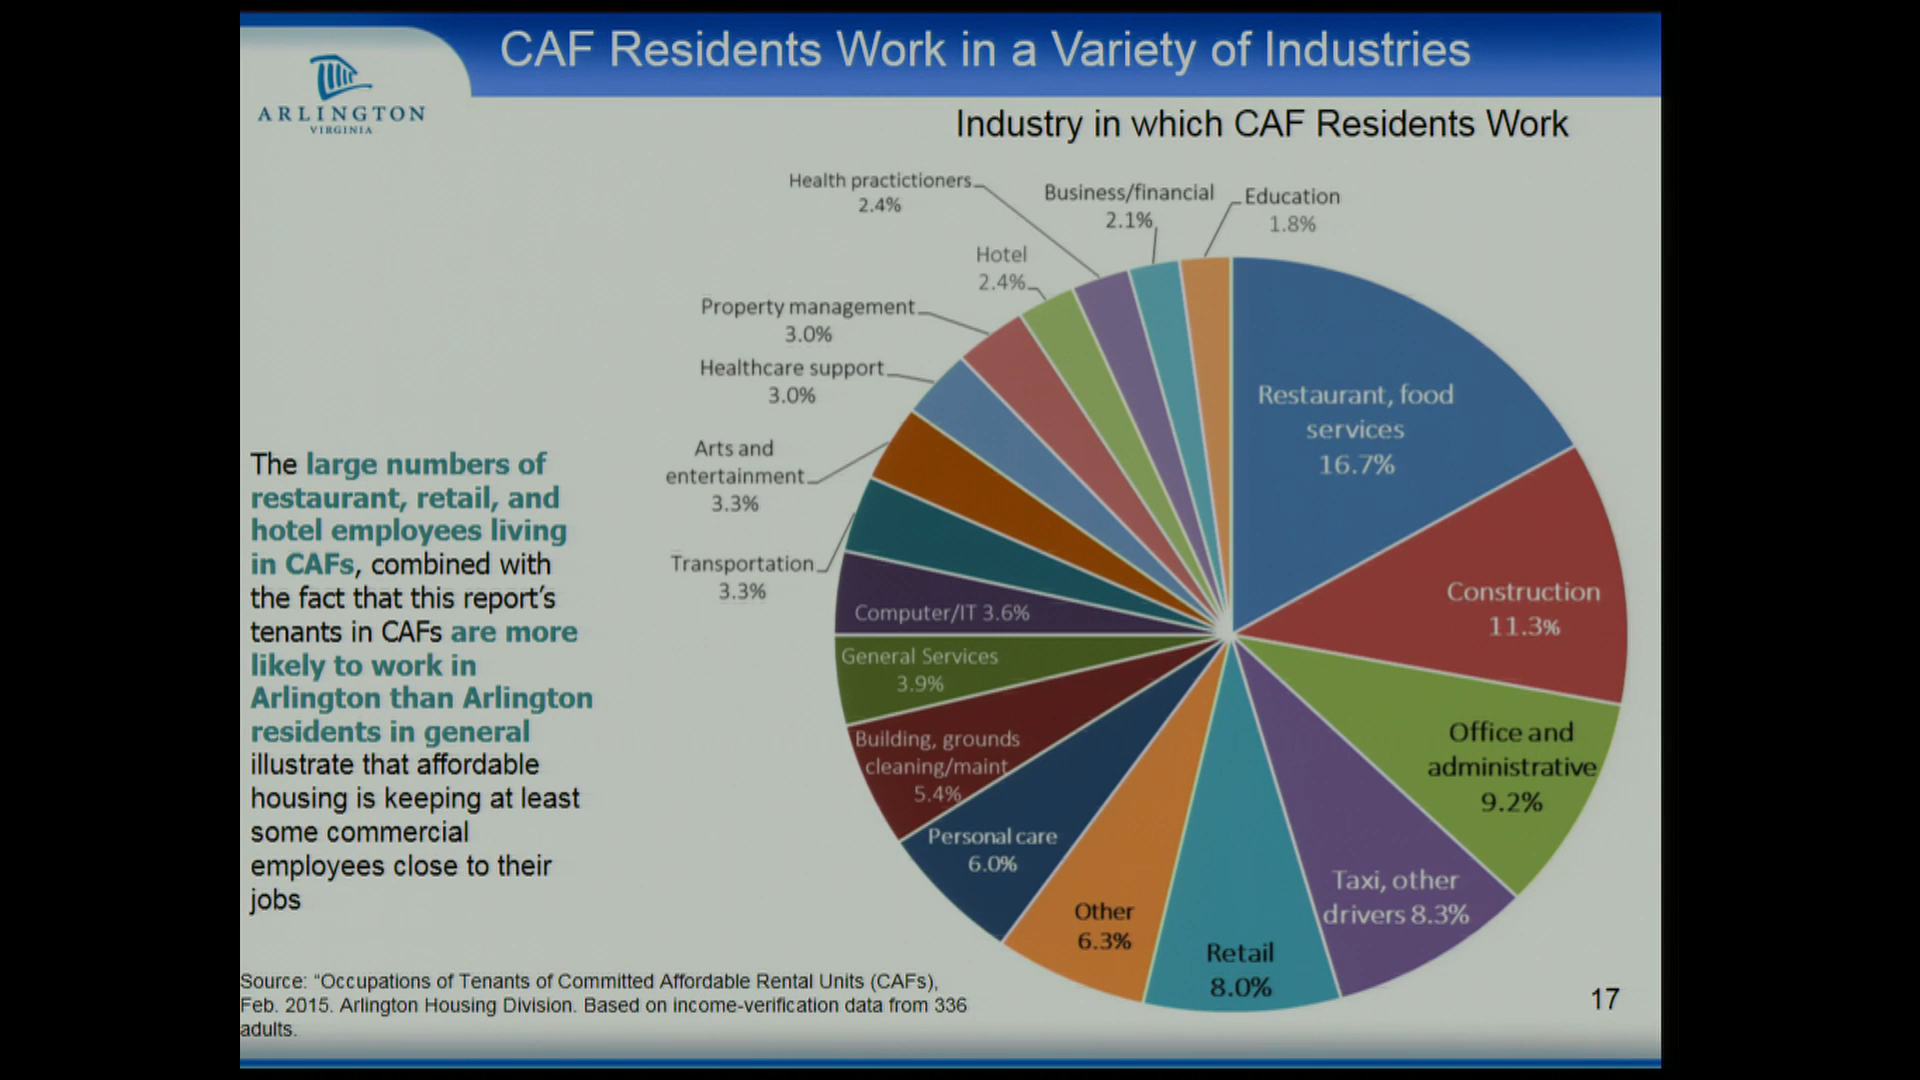 CAF Residents Work in a Variety of Industries
ARLINGTON
VIRGINIA
Industry in which CAF Residents Work
Health practictioners
2.4%
Business/financial
2.1%
Education
1.8%
Hotel
2.4%
Property management
3.0%
Healthcare support
3.0%
Arts and
entertainment
3.3%
Transportation
3.3%
Computer/IT 3.6%
General Services
3.9%
Building, grounds
cleaning/maint
5.4%
Personal care
6.0%
Other
6.3%
Retail
8.0%
Taxi, other
drivers 8.3%
Office and
administrative
9.2%
Construction
11.3%
Restaurant, food
services
16.7%
The large numbers of
restaurant, retail, and
hotel employees living
in CAFs, combined with
the fact that this report's
tenants in CAFs are more
likely to work in
Arlington than Arlington
residents in general
illustrate that affordable
housing is keeping at least
some commercial
employees close to their
jobs
Source: “Occupations of Tenants of Committed Affordable Rental Units (CAFs),
Feb. 2015. Arlington Housing Division. Based on income-verification data from 336
adults.
17